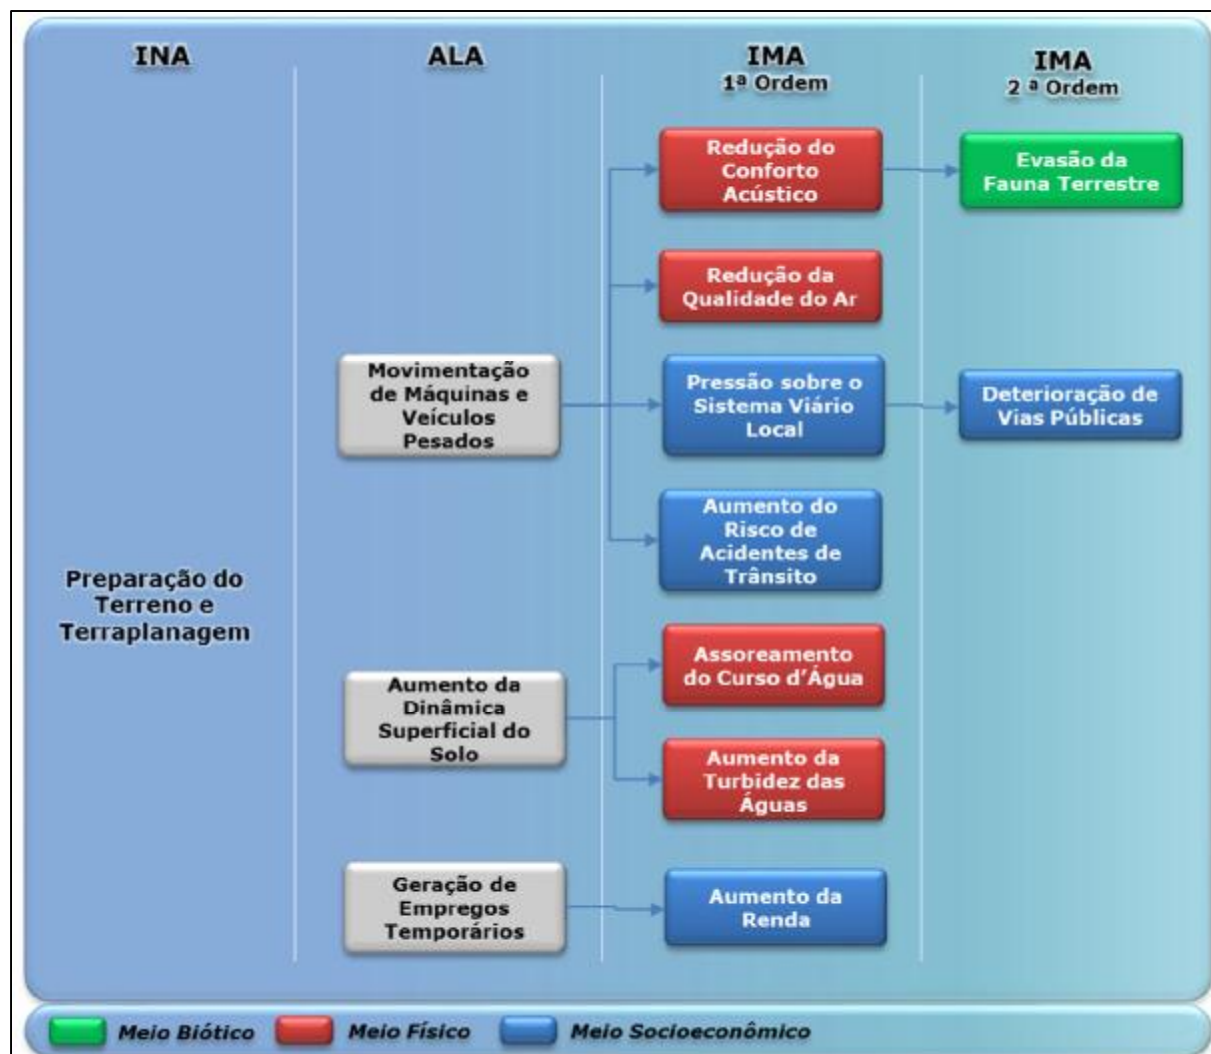 INA
ALA
IMA
1ª Ordem
IMA
2 ª Ordem
Preparação do
Terreno e
Terraplanagem
Movimentação
de Máquinas e
Veículos
Pesados
Redução do
Conforto
Acústico
Evasão da
Fauna Terrestre
Redução da
Qualidade do Ar
Pressão sobre o
Sistema Viário
Local
Deterioração de
Vias Públicas
Aumento do
Risco de
Acidentes de
Trânsito
Aumento da
Dinâmica
Superficial do
Solo
Assoreamento
do Curso d’Água
Aumento da
Turbidez das
Águas
Geração de
Empregos
Temporários
Aumento da
Renda
Meio Biótico
Meio Físico
Meio Socioeconômico